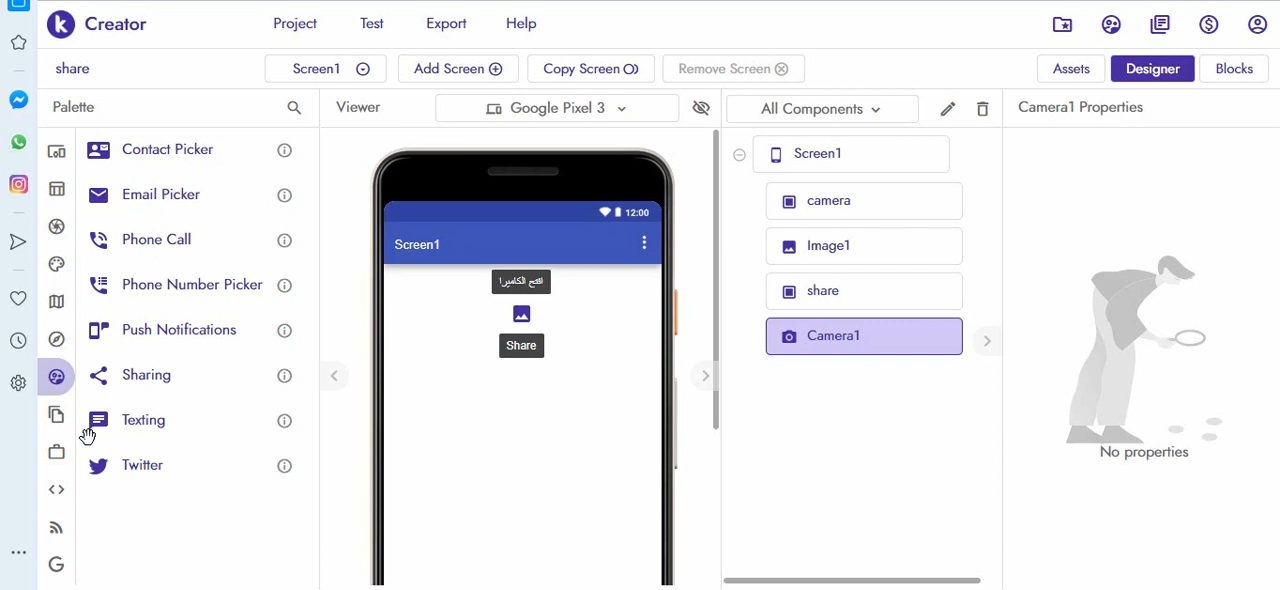 Creator
Project
Test
Export
Help
share
Screen1
Add Screen
Copy Screen
Remove Screen
Assets
Designer
Blocks
Palette
Viewer
Google Pixel 3
All Components
Camera1 Properties
Contact Picker
Email Picker
Phone Call
Phone Number Picker
Push Notifications
Sharing
Texting
Twitter
12:00
Screen1
افتح الكاميرا
Share
Screen1
camera
Image1
share
Camera1
No properties